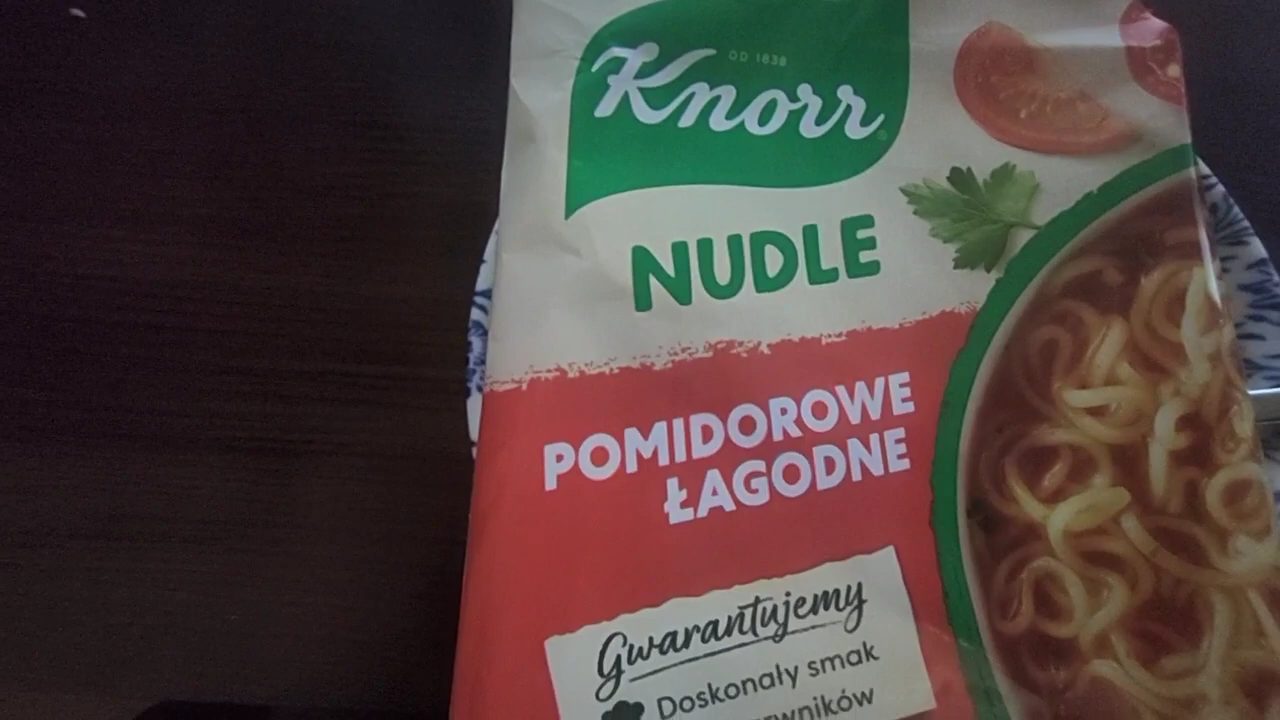 OD 1838
Knorr
NUDLE
POMIDOROWE
ŁAGODNE
Gwarantujemy
Doskonały smak